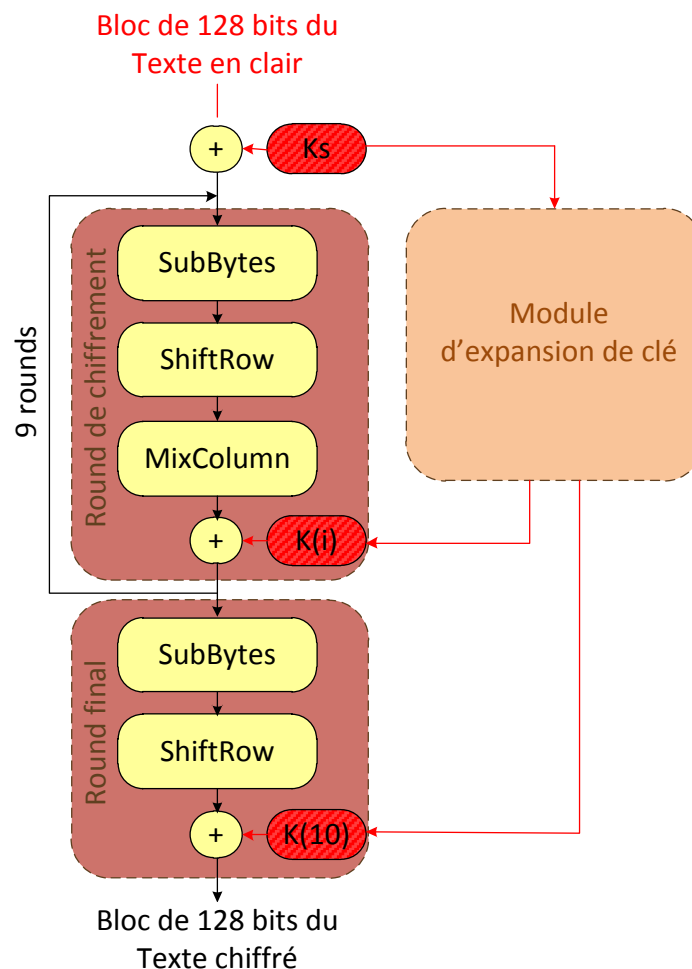 Bloc de 128 bits du
Texte en clair
+
Ks
SubBytes
ShiftRow
MixColumn
+
K(i)
Round de chiffrement
9 rounds
Module
d’expansion de clé
SubBytes
ShiftRow
+
K(10)
Round final
Bloc de 128 bits du
Texte chiffré